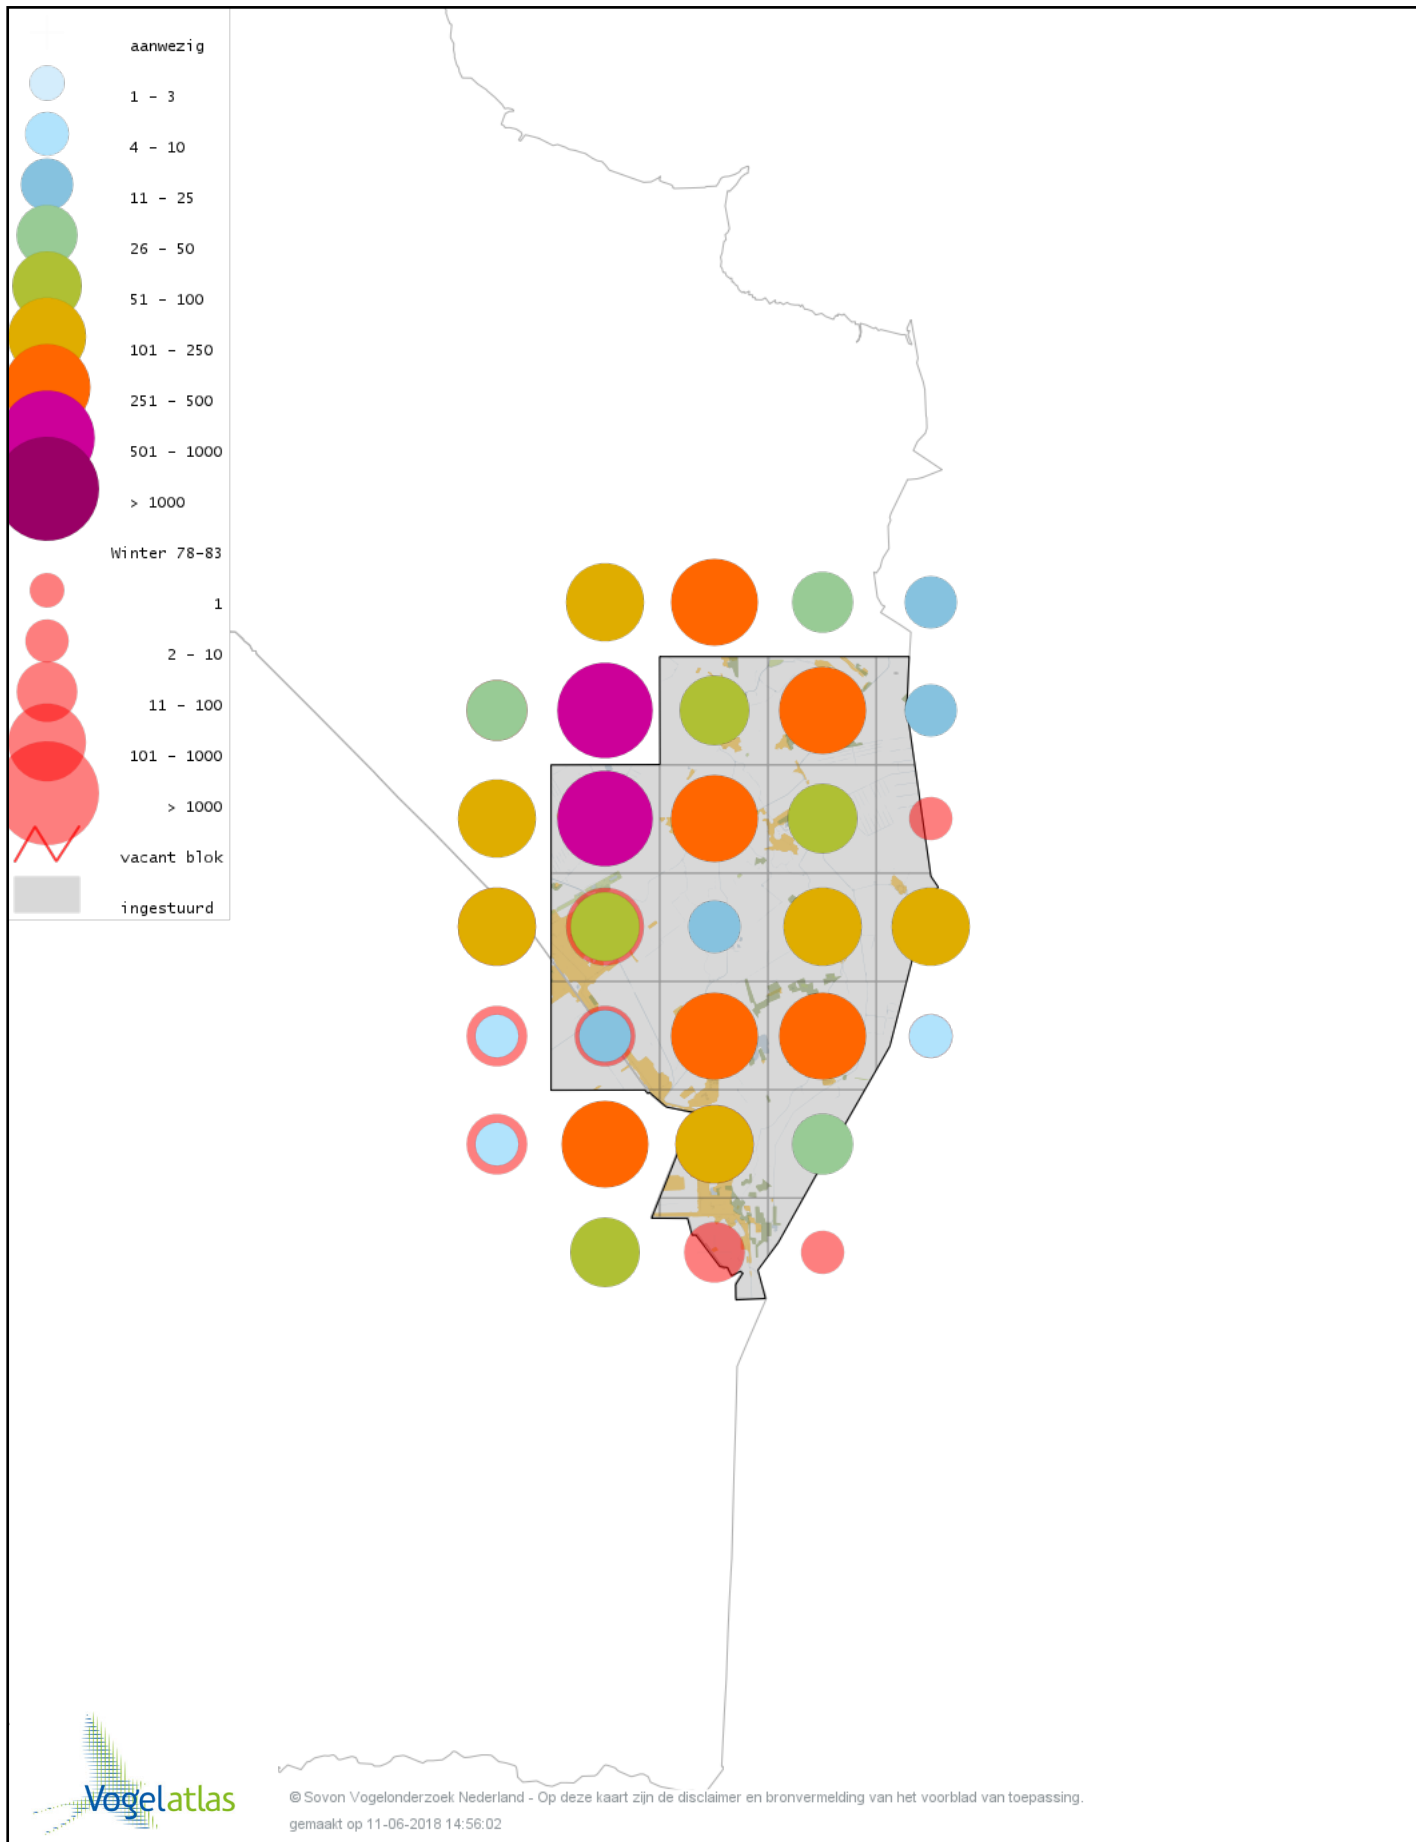 aanwezig
1 - 3
4 - 10
11 - 25
26 - 50
51 - 100
101 - 250
251 - 500
501 - 1000
> 1000
Winter 78-83
1
2 - 10
11 - 100
101 - 1000
> 1000
vacant blok
ingestuurd
Vogelatlas
© Sovon Vogelonderzoek Nederland - Op deze kaart zijn de disclaimer en bronvermelding van het voorblad van toepassing.
gemaakt op 11-06-2018 14:56:02